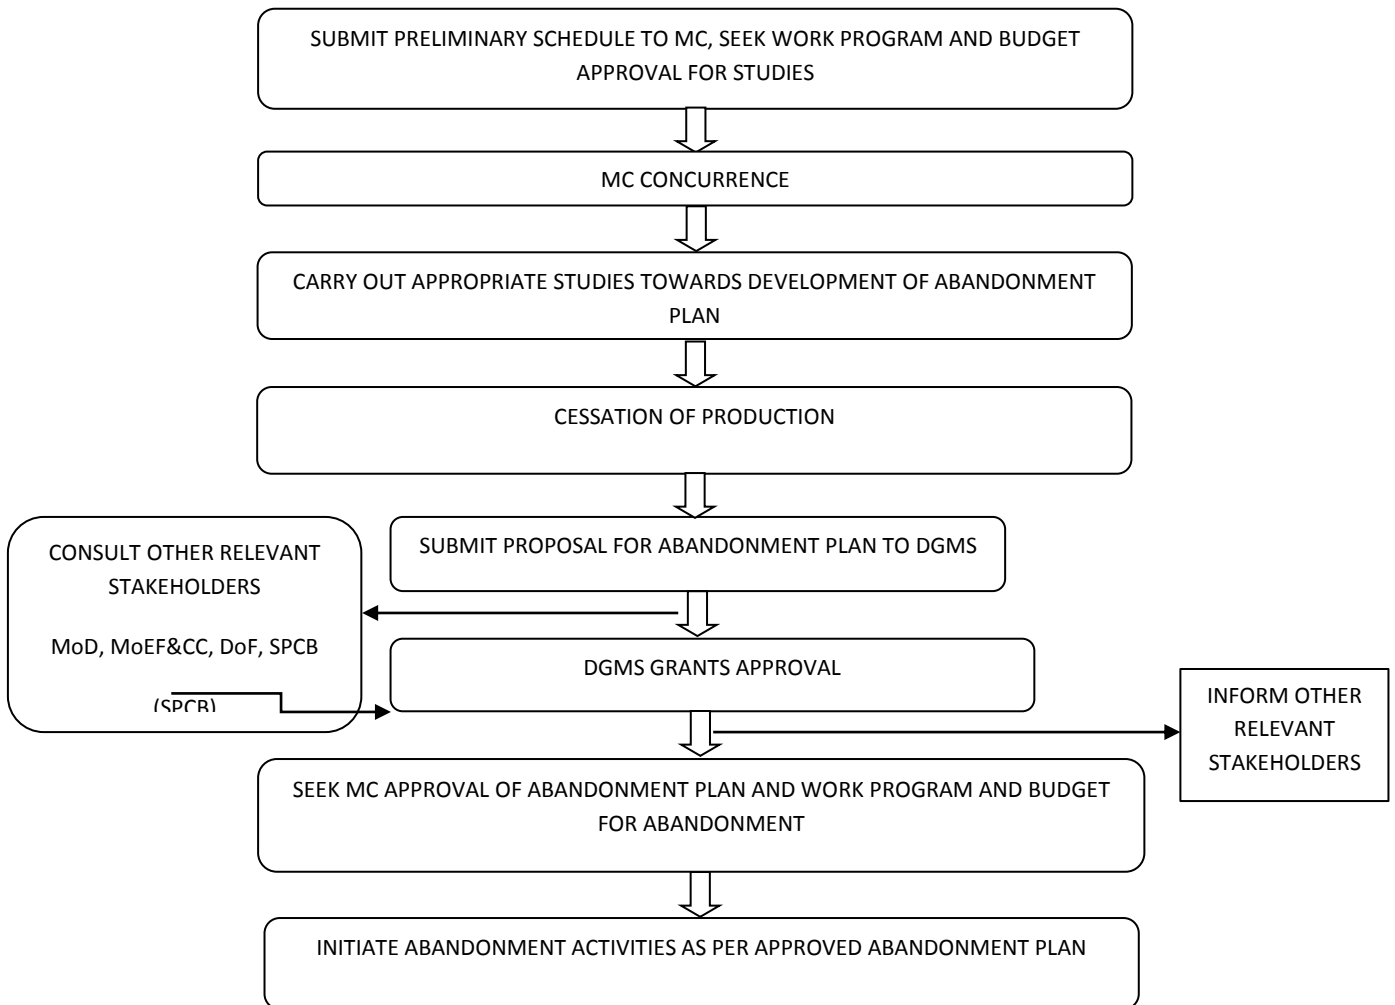 SUBMIT PRELIMINARY SCHEDULE TO MC, SEEK WORK PROGRAM AND BUDGET
APPROVAL FOR STUDIES
MC CONCURRENCE
CARRY OUT APPROPRIATE STUDIES TOWARDS DEVELOPMENT OF ABANDONMENT
PLAN
CESSATION OF PRODUCTION
SUBMIT PROPOSAL FOR ABANDONMENT PLAN TO DGMS
CONSULT OTHER RELEVANT
STAKEHOLDERS
MoD, MoEF&CC, DoF, SPCB
(SPCB)
DGMS GRANTS APPROVAL
INFORM OTHER
RELEVANT
STAKEHOLDERS
SEEK MC APPROVAL OF ABANDONMENT PLAN AND WORK PROGRAM AND BUDGET
FOR ABANDONMENT
INITIATE ABANDONMENT ACTIVITIES AS PER APPROVED ABANDONMENT PLAN